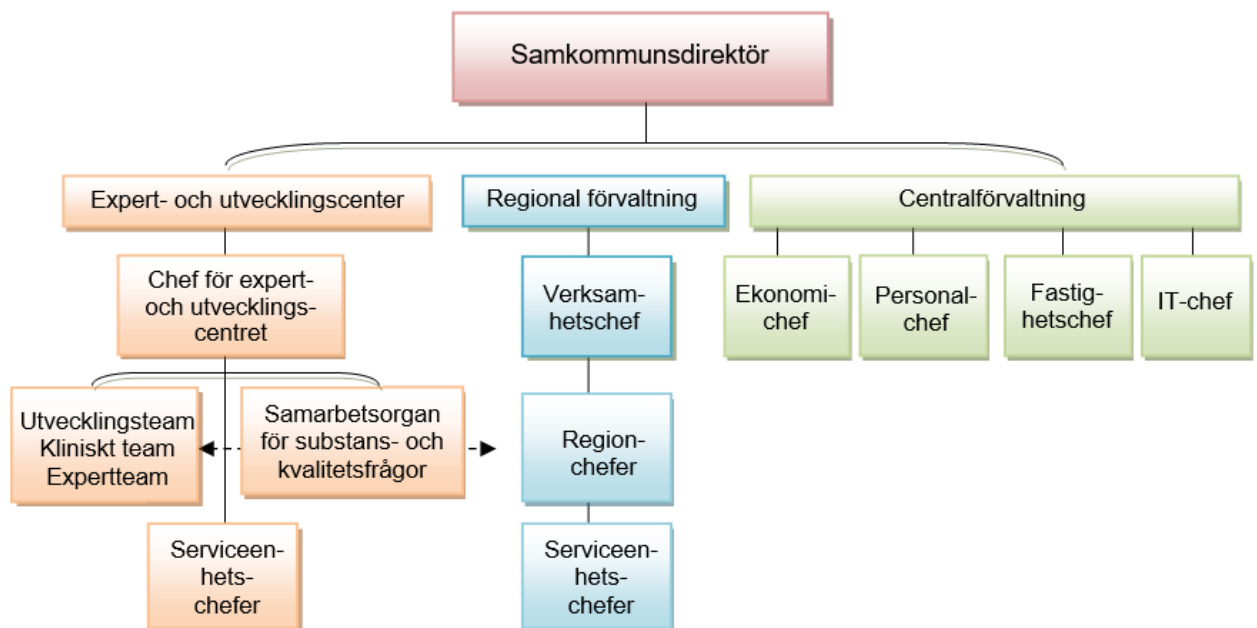 Samkommunsdirektör
Expert- och utvecklingscenter
Regional förvaltning
Centralförvaltning
Chef för expert-
och utvecklings-
centret
Verksam-
hetschef
Ekonomi-
chef
Personal-
chef
Fastig-
hetschef
IT-chef
Utvecklingsteam
Kliniskt team
Expertteam
Samarbetsorgan
för substans- och
kvalitetsfrågor
Region-
chefer
Serviceen-
hets-
chefer
Serviceen-
hets-
chefer